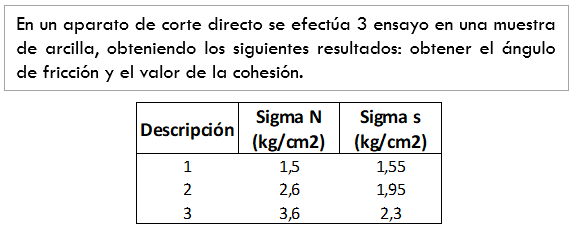 En un aparato de corte directo se efectúa 3 ensayo en una muestra
de arcilla, obteniendo los siguientes resultados: obtener el ángulo
de fricción y el valor de la cohesión.
Descripción Sigma N (kg/cm2) Sigma s (kg/cm2)
1 1,5 1,55
2 2,6 1,95
3 3,6 2,3